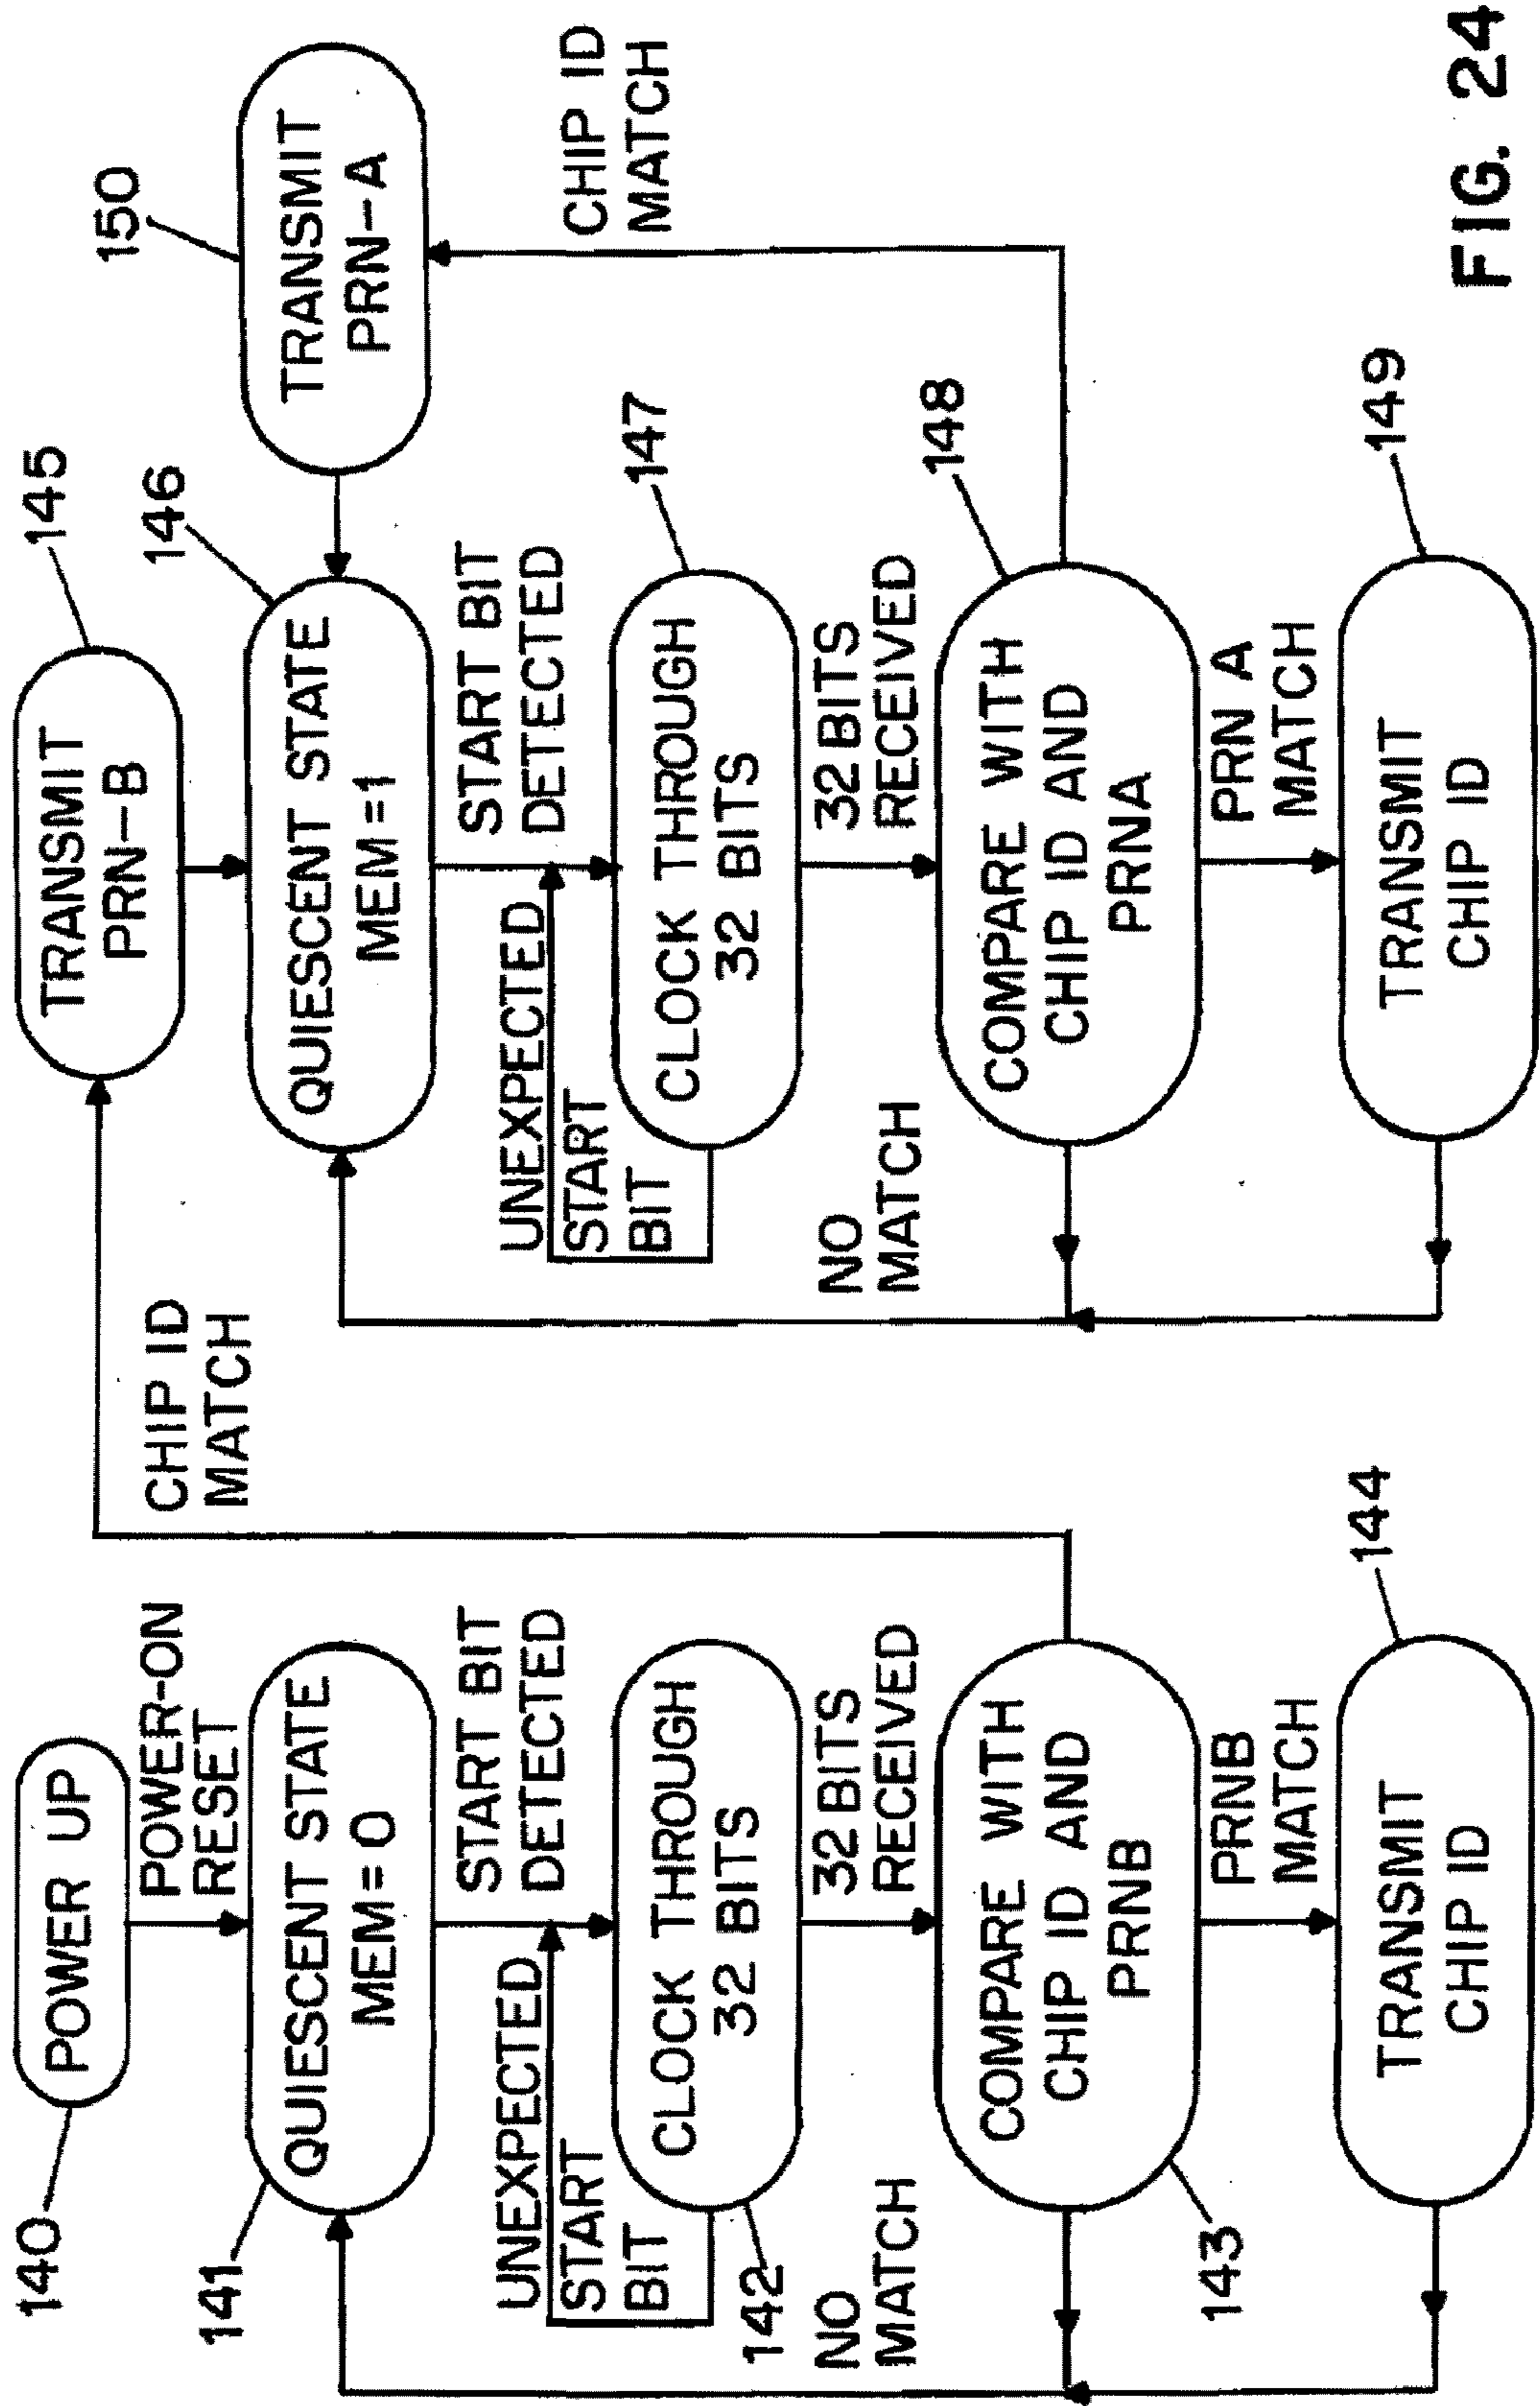 140
POWER UP
POWER-ON
RESET
141
QUIESCENT STATE
MEM = 0
START BIT
DETECTED
UNEXPECTED
START
BIT
142
CLOCK THROUGH
32 BITS
32 BITS
RECEIVED
NO
MATCH
COMPARE WITH
CHIP ID AND
PRNB
143
PRNB
MATCH
144
TRANSMIT
CHIP ID
CHIP ID
MATCH
145
TRANSMIT
PRN-B
146
QUIESCENT STATE
MEM = 1
START BIT
DETECTED
UNEXPECTED
START
BIT
147
CLOCK THROUGH
32 BITS
32 BITS
RECEIVED
NO
MATCH
148
COMPARE WITH
CHIP ID AND
PRNA
PRN A
MATCH
149
TRANSMIT
CHIP ID
150
TRANSMIT
PRN-A
CHIP ID
MATCH
FIG. 24